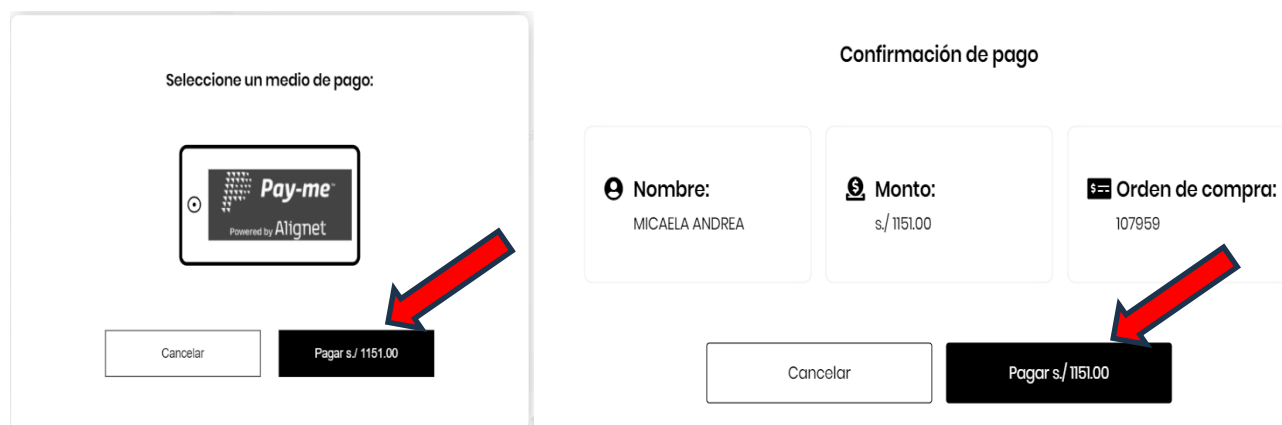 Seleccione un medio de pago:
Pay-me™
Powered by Alignet
Cancelar
Pagar s./ 1151.00
Confirmación de pago
Nombre:
MICAELA ANDREA
Monto:
s./ 1151.00
Orden de compra:
107959
Cancelar
Pagar s./ 1151.00